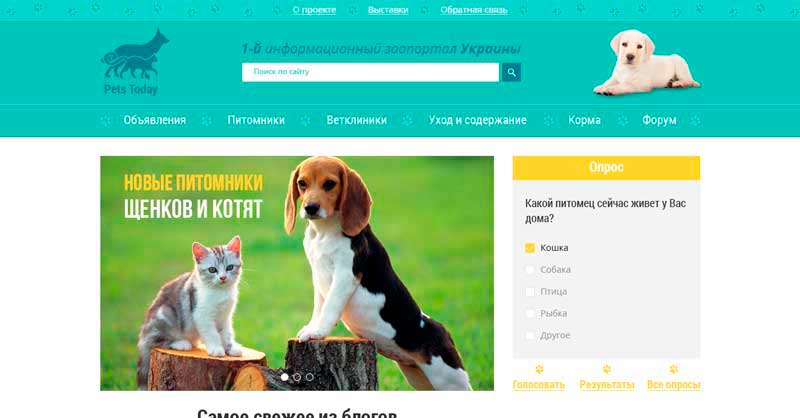 О проекте
Выставки
Обратная связь
1-й информационный зоопортал Украины
Поиск по сайту
Pets Today
Объявления
Питомники
Ветклиники
Уход и содержание
Корма
Форум
НОВЫЕ ПИТОМНИКИ
ЩЕНКОВ И КОТЯТ
Опрос
Какой питомец сейчас живет у Вас
дома?
Кошка
Собака
Птица
Рыбка
Другое
Голосовать
Результаты
Все опросы
Самое свежее из блогов